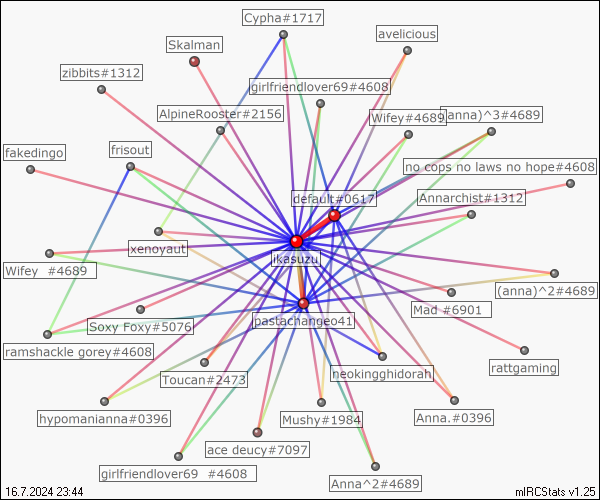 Cypha#1717
avelicious
Skalman
zibbits#1312
girlfriendlover69#4608
AlpineRooster#2156
Wifey#4689
(anna)^3#4689
fakedingo
frisout
no cops no laws no hope#4608
default#0617
Annarchist#1312
xenoyaut
ikasuzu
Wifey #4689
(anna)^2#4689
Mad #6901
Soxy Foxy#5076
pastachangeo41
ramshackle gorey#4608
rattgaming
Toucan#2473
neokingghidorah
hypomanianna#0396
Mushy#1984
Anna.#0396
ace deucy#7097
girlfriendlover69 #4608
Anna^2#4689
16.7.2024 23:44
mIRCStats v1.25